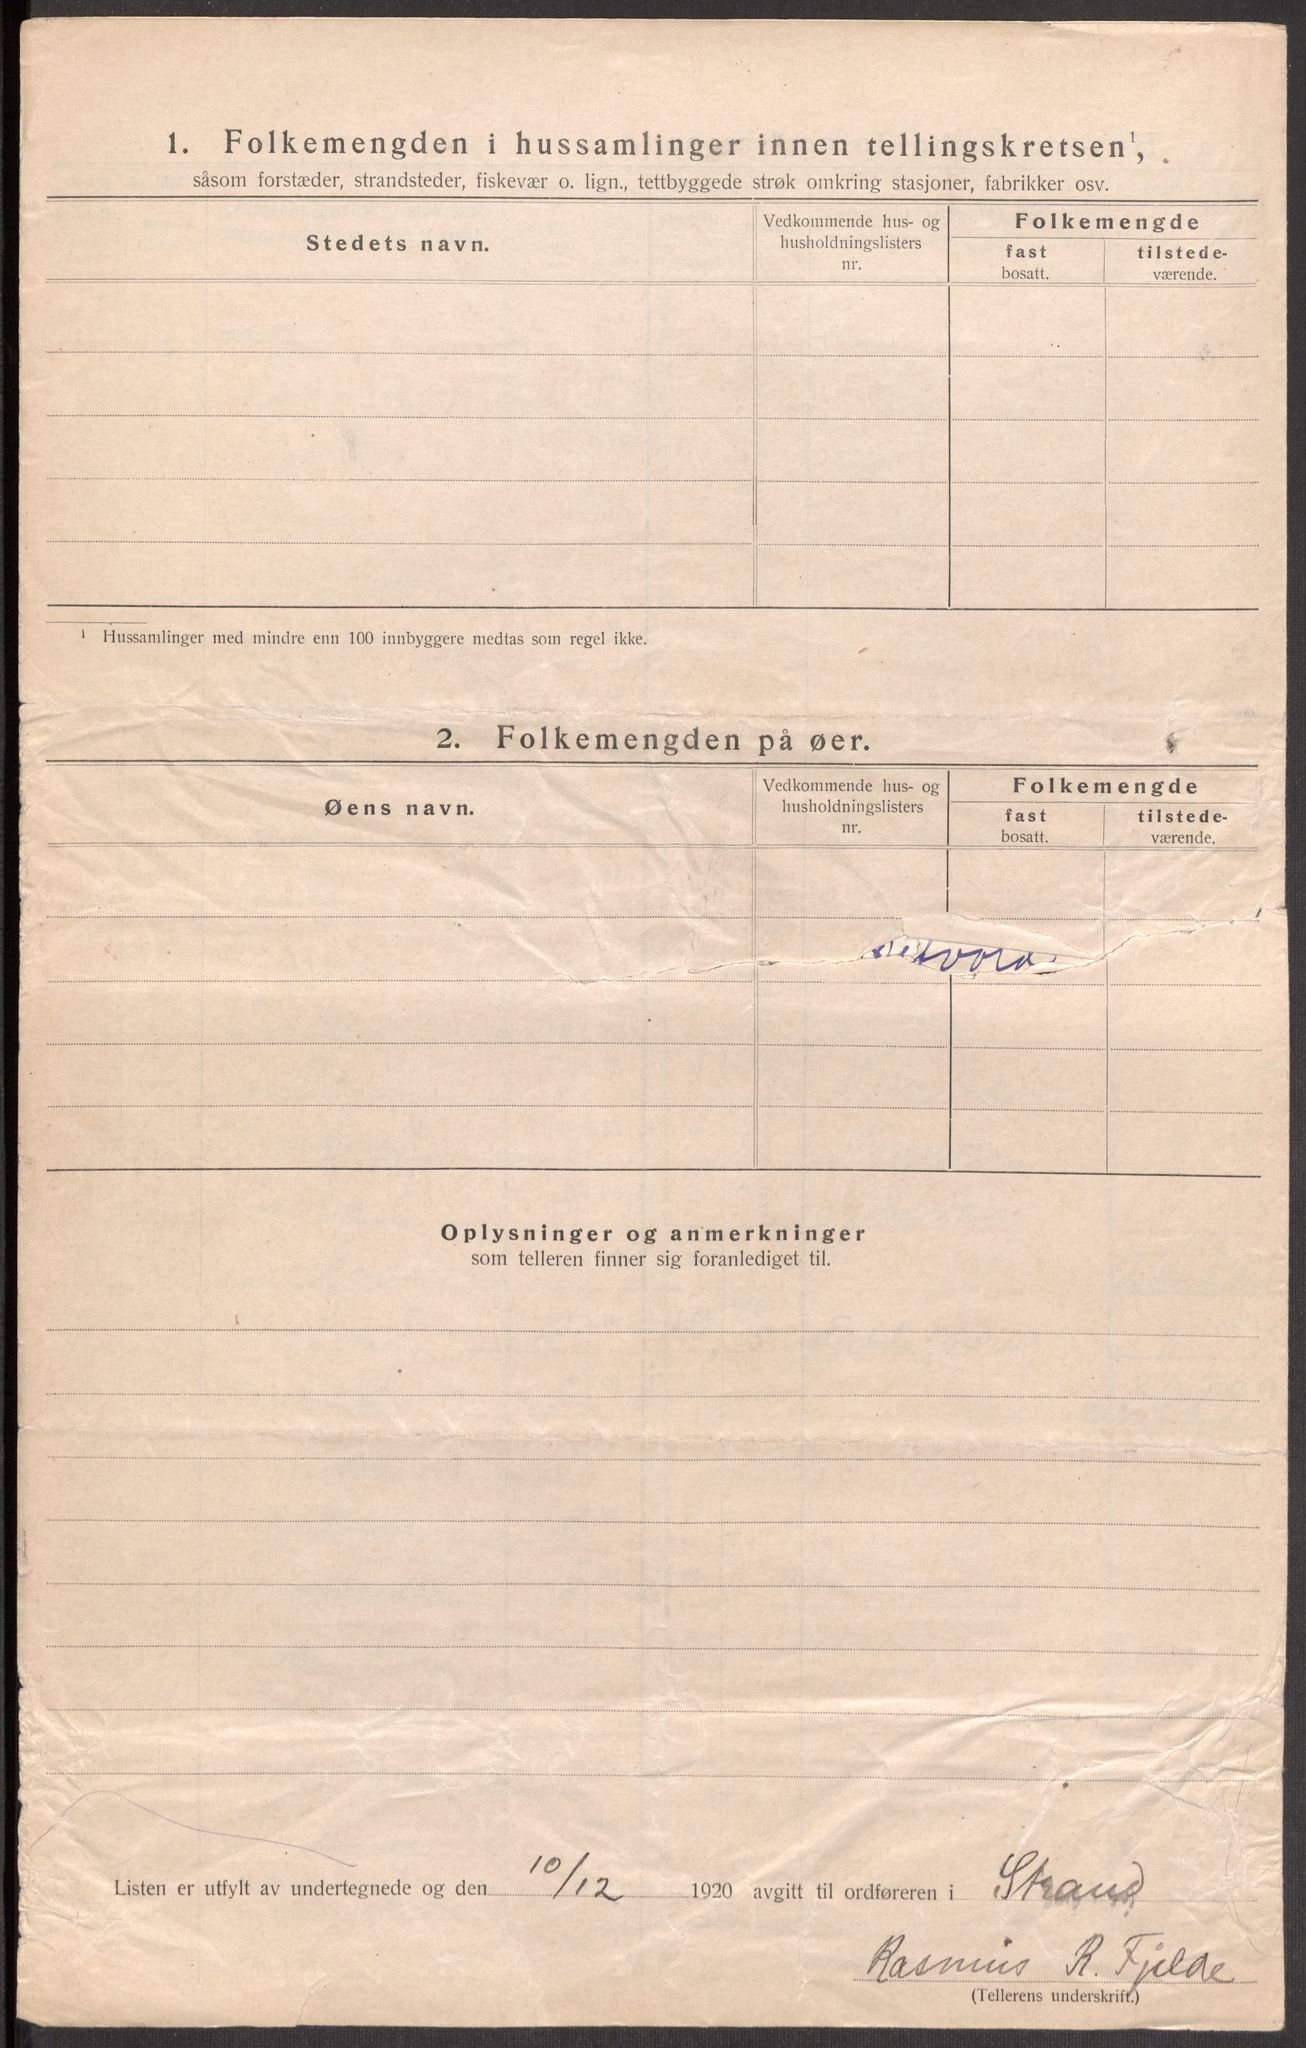 1. Folkemengden i hussamlinger innen tellingskretsen¹,
såsom forstæder, strandsteder, fiskevær o. lign., tettbyggede strøk omkring stasjoner, fabrikker osv.
Stedets navn.
Vedkommende hus- og
husholdningslisters
nr.
Folkemengde
fast
bosatt.
tilstede-
værende.
¹ Hussamlinger med mindre enn 100 innbyggere medtas som regel ikke.
2. Folkemengden på øer.
Øens navn.
Vedkommende hus- og
husholdningslisters
nr.
Folkemengde
fast
bosatt.
tilstede-
værende.
Oplysninger og anmerkninger
som telleren finner sig foranlediget til.
Listen er utfylt av undertegnede og den 10/12 1920 avgitt til ordføreren i Strand
Rasmus R. Fjelde
(Tellerens underskrift.)